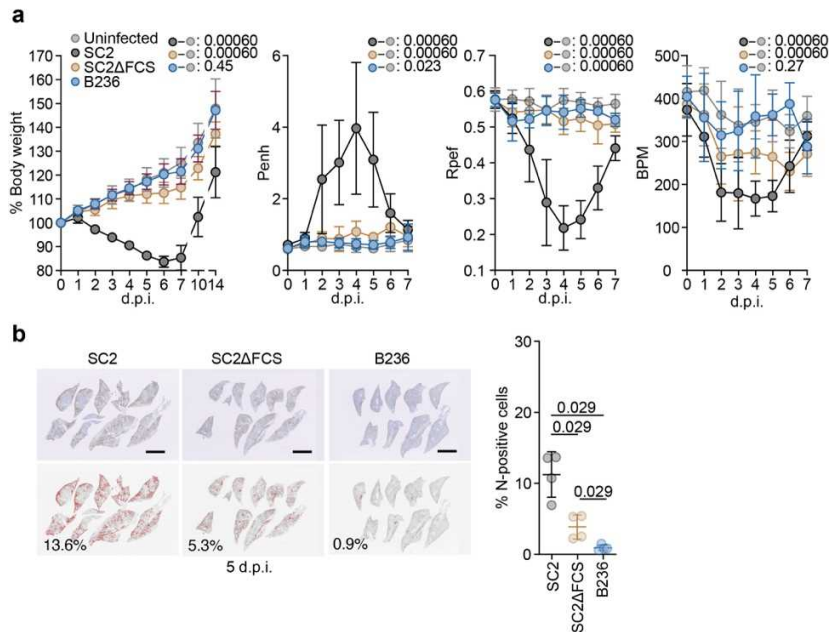 a
Uninfected
SC2
SC2ΔFCS
B236
: 0.00060
: 0.00060
: 0.45
170
160
150
140
130
120
110
100
90
80
% Body weight
0 1 2 3 4 5 6 7 10 14
d.p.i.
: 0.00060
: 0.00060
: 0.023
6
4
2
0
Penh
0 1 2 3 4 5 6 7
d.p.i.
: 0.00060
: 0.00060
: 0.00060
0.6
0.5
0.4
0.3
0.2
0.1
Rpef
0 1 2 3 4 5 6 7
d.p.i.
: 0.00060
: 0.00060
: 0.27
500
400
300
200
100
0
BPM
0 1 2 3 4 5 6 7
d.p.i.
b
SC2 SC2ΔFCS B236
13.6% 5.3% 0.9%
5 d.p.i.
30
20
10
0
% N-positive cells
0.029
0.029
0.029
SC2
SC2ΔFCS
B236